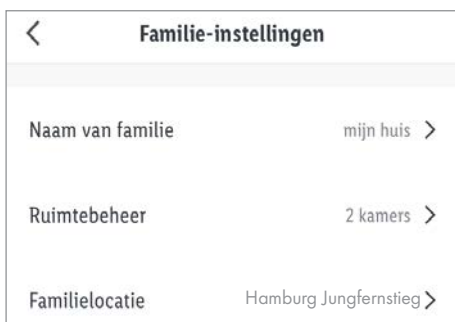 Familie-instellingen
Naam van familie mijn huis
Ruimtebeheer 2 kamers
Familielocatie Hamburg Jungfernstieg